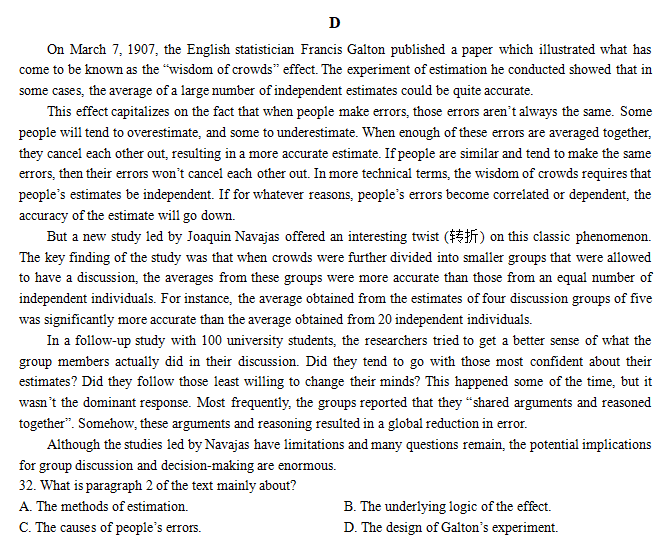 D
On March 7, 1907, the English statistician Francis Galton published a paper which illustrated what has
come to be known as the “wisdom of crowds” effect. The experiment of estimation he conducted showed that in
some cases, the average of a large number of independent estimates could be quite accurate.
This effect capitalizes on the fact that when people make errors, those errors aren’t always the same. Some
people will tend to overestimate, and some to underestimate. When enough of these errors are averaged together,
they cancel each other out, resulting in a more accurate estimate. If people are similar and tend to make the same
errors, then their errors won’t cancel each other out. In more technical terms, the wisdom of crowds requires that
people’s estimates be independent. If for whatever reasons, people’s errors become correlated or dependent, the
accuracy of the estimate will go down.
But a new study led by Joaquin Navajas offered an interesting twist (转折) on this classic phenomenon.
The key finding of the study was that when crowds were further divided into smaller groups that were allowed
to have a discussion, the averages from these groups were more accurate than those from an equal number of
independent individuals. For instance, the average obtained from the estimates of four discussion groups of five
was significantly more accurate than the average obtained from 20 independent individuals.
In a follow-up study with 100 university students, the researchers tried to get a better sense of what the
group members actually did in their discussion. Did they tend to go with those most confident about their
estimates? Did they follow those least willing to change their minds? This happened some of the time, but it
wasn’t the dominant response. Most frequently, the groups reported that they “shared arguments and reasoned
together”. Somehow, these arguments and reasoning resulted in a global reduction in error.
Although the studies led by Navajas have limitations and many questions remain, the potential implications
for group discussion and decision-making are enormous.
32. What is paragraph 2 of the text mainly about?
A. The methods of estimation. B. The underlying logic of the effect.
C. The causes of people’s errors. D. The design of Galton’s experiment.